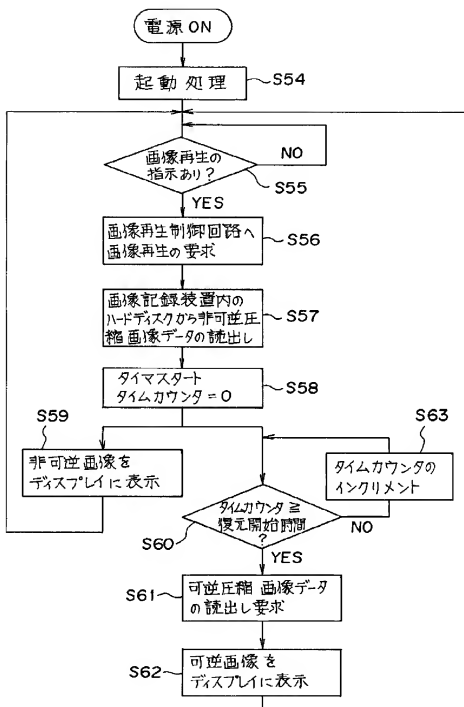 電源ON
起動処理
S54
画像再生の
指示あり?
NO
S55
YES
画像再生制御回路へ
画像再生の要求
S56
画像記録装置内の
ハードディスクから非可逆圧
縮画像データの読出し
S57
タイマスタート
タイムカウンタ=0
S58
S59
非可逆画像を
ディスプレイに表示
S63
タイムカウンタの
インクリメント
タイムカウンタ≧
復元開始時間
?
S60
NO
YES
S61
可逆圧縮画像データ
の読出し要求
S62
可逆画像を
ディスプレイに表示